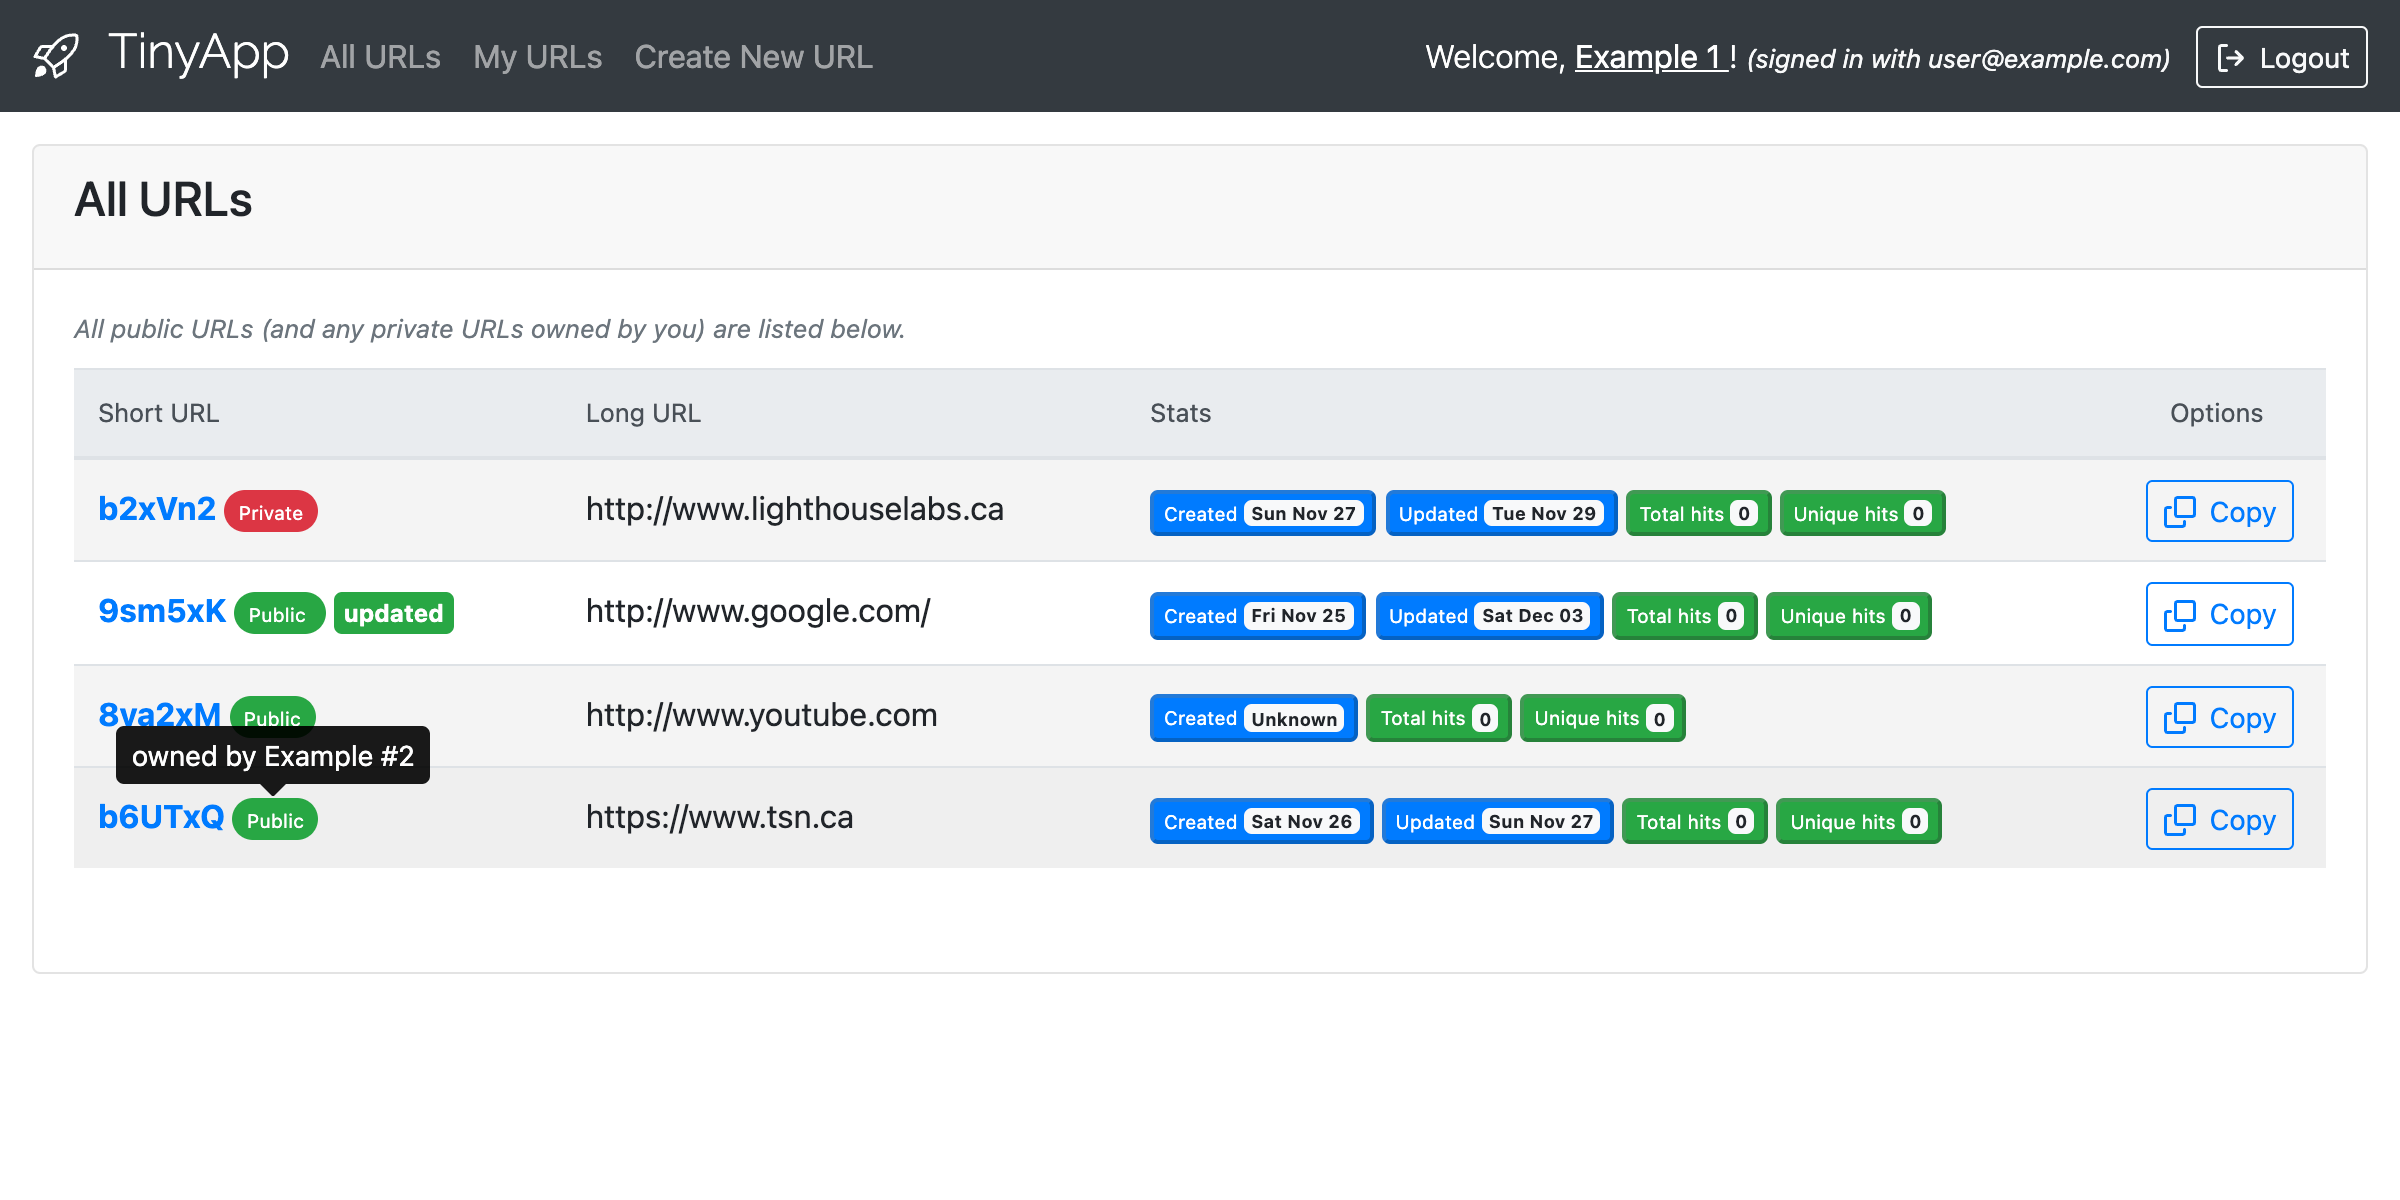 TinyApp All URLs My URLs Create New URL Welcome, Example 1 ! (signed in with user@example.com) Logout
All URLs
All public URLs (and any private URLs owned by you) are listed below.
Short URL Long URL Stats Options
b2xVn2 Private http://www.lighthouselabs.ca Created Sun Nov 27 Updated Tue Nov 29 Total hits 0 Unique hits 0 Copy
9sm5xK Public updated http://www.google.com/ Created Fri Nov 25 Updated Sat Dec 03 Total hits 0 Unique hits 0 Copy
8va2xM Public http://www.youtube.com Created Unknown Total hits 0 Unique hits 0 Copy
owned by Example #2
b6UTxQ Public https://www.tsn.ca Created Sat Nov 26 Updated Sun Nov 27 Total hits 0 Unique hits 0 Copy